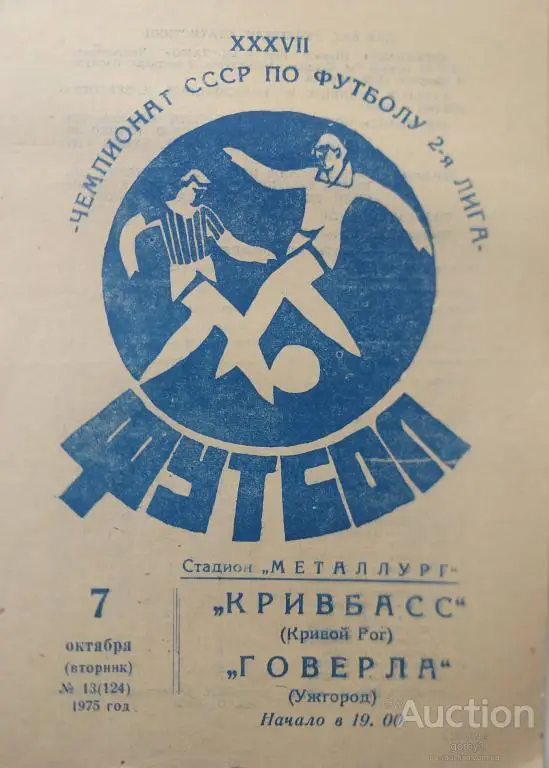 XXXVII
-ЧЕМПИОНАТ СССР ПО ФУТБОЛУ 2-я ЛИГА-
ФУТБОЛ
Стадион „МЕТАЛЛУРГ“
7
октября
(вторник)
№ 13(124)
1975 год
„КРИВБАСС“
(Кривой Рог)
„ГОВЕРЛА“
(Ужгород)
Начало в 19. 00
Auction